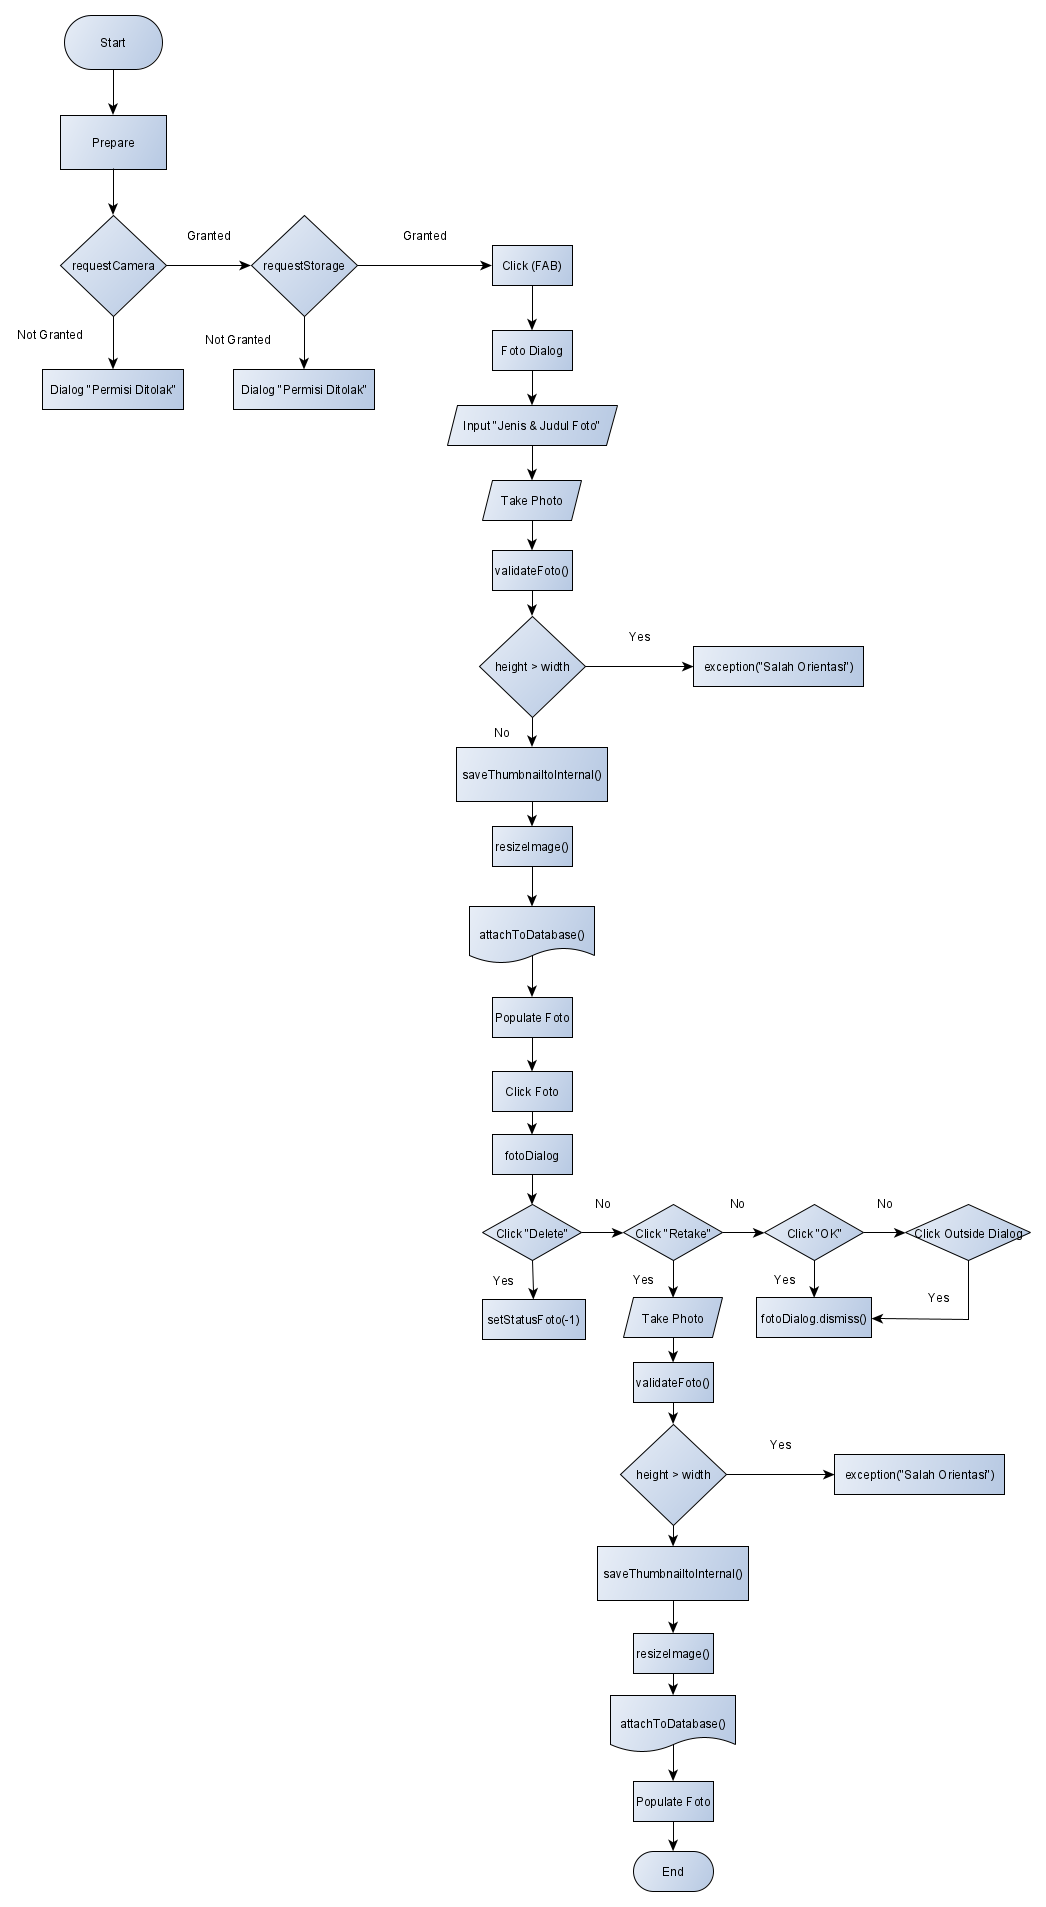 Start
Prepare
requestCamera
Granted
requestStorage
Granted
Click (FAB)
Not Granted
Not Granted
Dialog "Permisi Ditolak"
Dialog "Permisi Ditolak"
Foto Dialog
Input "Jenis & Judul Foto"
Take Photo
validateFoto()
height > width
Yes
exception("Salah Orientasi")
No
saveThumbnailtoInternal()
resizeImage()
attachToDatabase()
Populate Foto
Click Foto
fotoDialog
Click "Delete"
No
Click "Retake"
No
Click "OK"
No
Click Outside Dialog
Yes
Yes
Yes
Yes
setStatusFoto(-1)
Take Photo
fotoDialog.dismiss()
validateFoto()
height > width
Yes
exception("Salah Orientasi")
saveThumbnailtoInternal()
resizeImage()
attachToDatabase()
Populate Foto
End